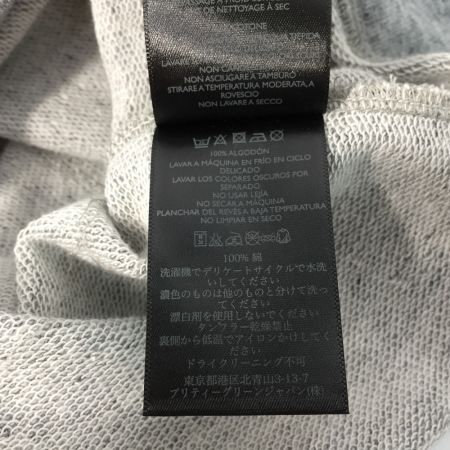 DE NETTOYAGE À SEC
NON ASCIUGARE A TAMBURO
STIRARE A TEMPERATURA MODERATA, A
ROVESCIO
NON LAVARE A SECCO
100% ALGODÓN
LAVAR A MÁQUINA EN FRÍO EN CICLO
DELICADO
LAVAR LOS COLORES OSCUROS POR
SEPARADO
NO USAR LEJÍA
NO SECAR A MÁQUINA
PLANCHAR DEL REVÉS A BAJA TEMPERATURA
NO LIMPIAR EN SECO
100% 綿
洗濯機でデリケートサイクルで水洗
いしてください
濃色のものは他のものと分けて洗っ
てください
漂白剤を使用しないでください
タンブラー乾燥禁止
裏側から低温でアイロンかけしてく
ださい
ドライクリーニング不可
東京都港区北青山3-13-7
プリティーグリーンジャパン(株)